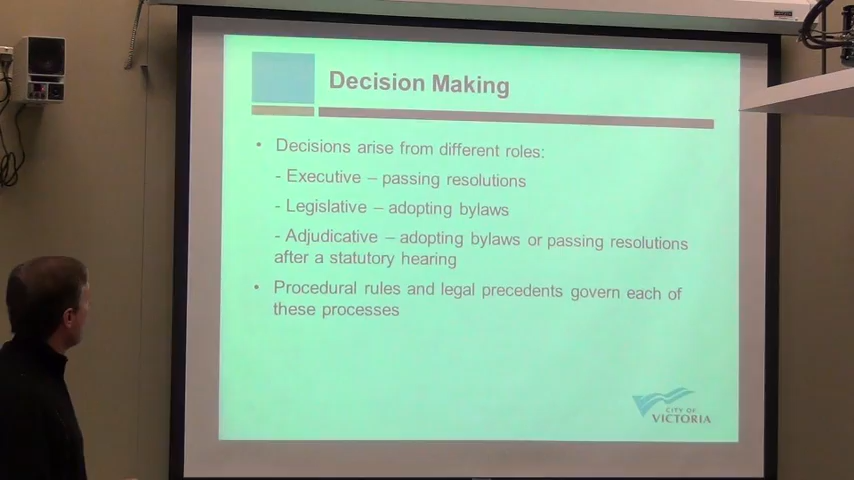 Decision Making
• Decisions arise from different roles:
- Executive – passing resolutions
- Legislative – adopting bylaws
- Adjudicative – adopting bylaws or passing resolutions
after a statutory hearing
• Procedural rules and legal precedents govern each of
these processes
CITY OF
VICTORIA